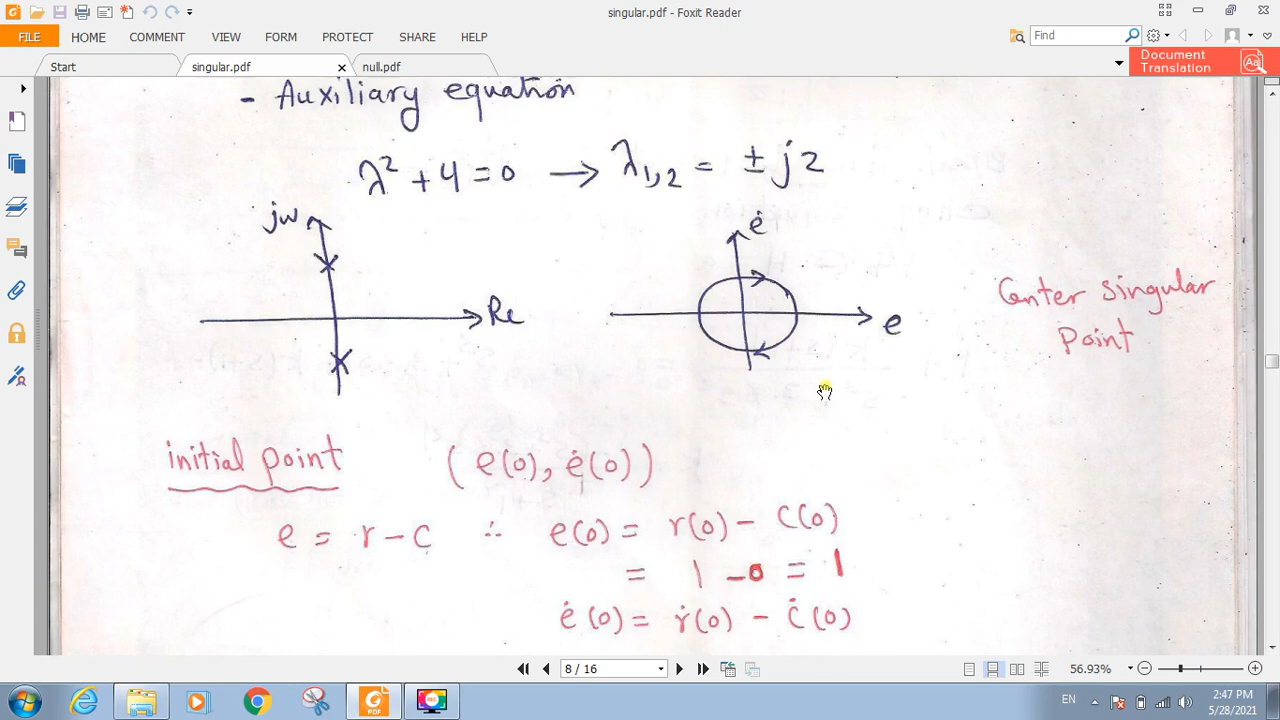 singular.pdf - Foxit Reader
FILE HOME COMMENT VIEW FORM PROTECT SHARE HELP
Find
Start singular.pdf null.pdf
Document Translation
- Auxiliary equation
λ² + 4 = 0 → λ1,2 = ± j2
jω
Re
ė
e
Center singular
point
initial point (e(0), ė(0))
e = r - c ∴ e(0) = r(0) - C(0)
= 1 - 0 = 1
ė(0) = ṙ(0) - Ċ(0)
8 / 16
56.93%
EN
2:47 PM
5/28/2021